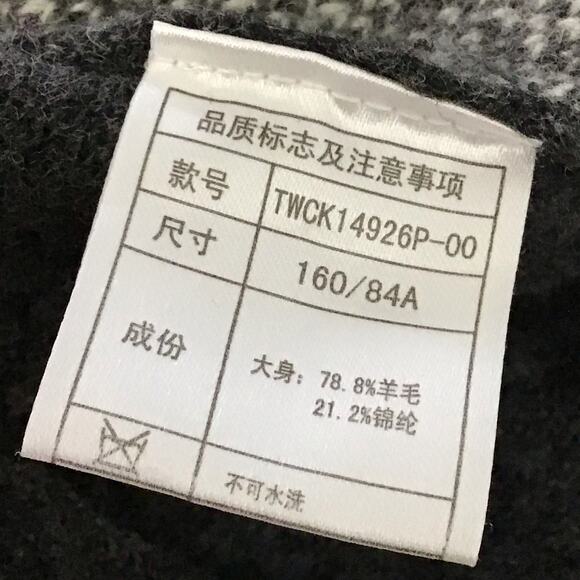 品质标志及注意事项
款号 TWCK14926P-00
尺寸 160/84A
成份 大身: 78.8%羊毛
21.2%锦纶
不可水洗